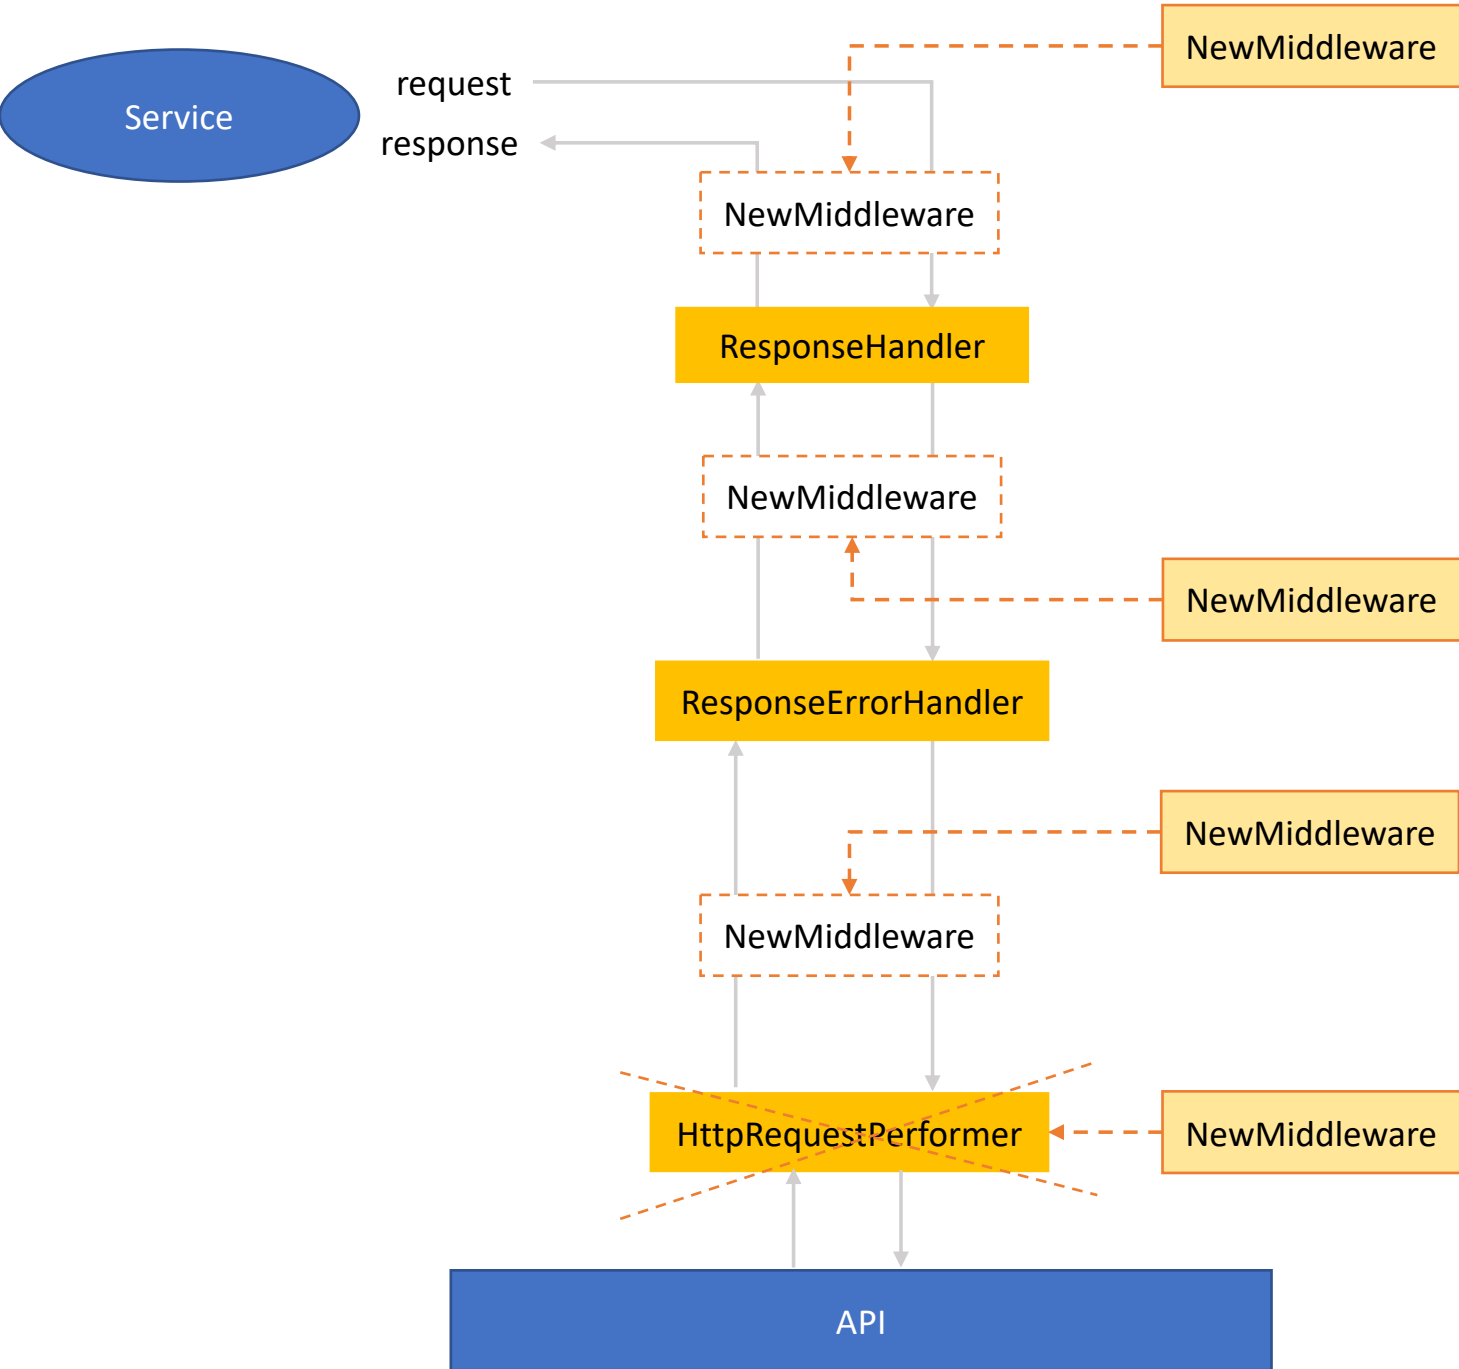 NewMiddleware
request
Service
response
NewMiddleware
ResponseHandler
NewMiddleware
NewMiddleware
ResponseErrorHandler
NewMiddleware
NewMiddleware
HttpRequestPerformer
NewMiddleware
API